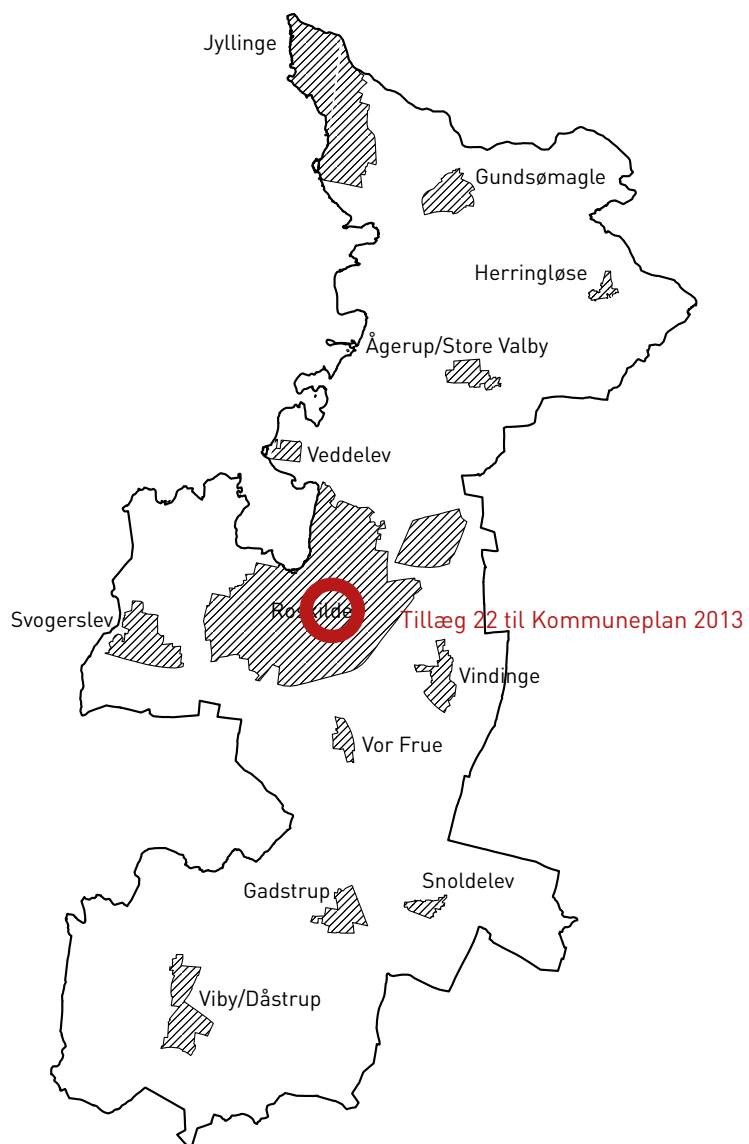 Jyllinge
Gundsømagle
Herringløse
Ågerup/Store Valby
Veddelev
Roskilde
Svogerslev
Tillæg 22 til Kommuneplan 2013
Vindinge
Vor Frue
Snoldelev
Gadstrup
Viby/Dåstrup